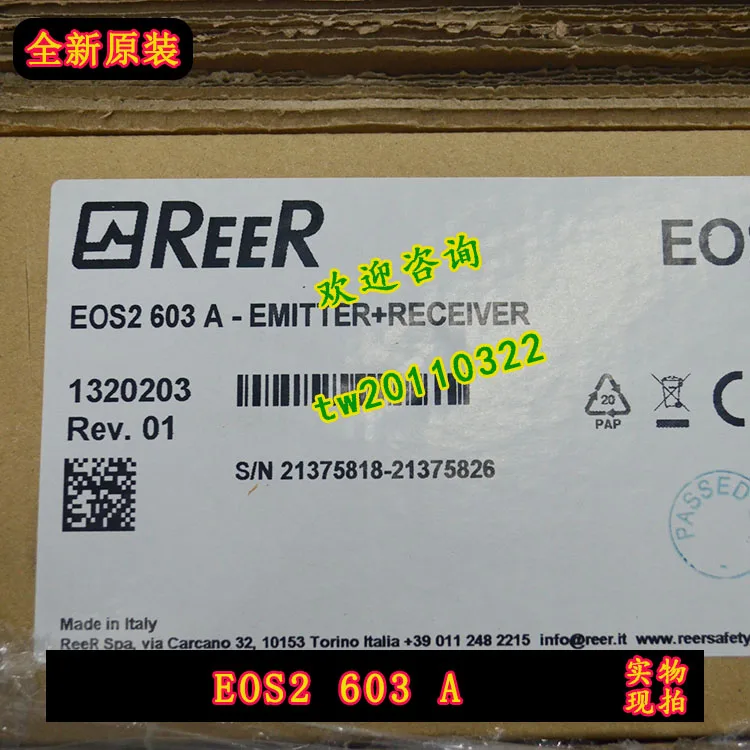 全新原装
REER
EOS
EOS2 603 A - EMITTER+RECEIVER
欢迎咨询
tw20110322
1320203
Rev. 01
20
PAP
S/N 21375818-21375826
PASSED
Made in Italy
ReeR Spa, via Carcano 32, 10153 Torino Italia +39 011 248 2215 info@reer.it www.reersafety
EOS2 603 A
实物
现拍